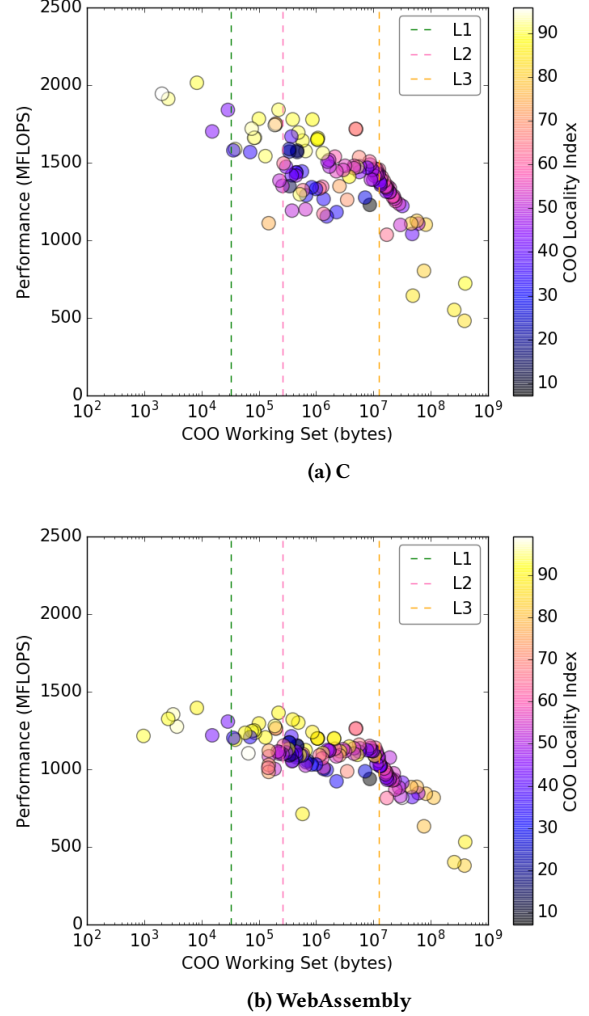 2500
2000
1500
1000
500
0
Performance (MFLOPS)
10^2 10^3 10^4 10^5 10^6 10^7 10^8 10^9
COO Working Set (bytes)
L1
L2
L3
90
80
70
60
50
40
30
20
10
COO Locality Index
(a) C
2500
2000
1500
1000
500
0
Performance (MFLOPS)
10^2 10^3 10^4 10^5 10^6 10^7 10^8 10^9
COO Working Set (bytes)
L1
L2
L3
90
80
70
60
50
40
30
20
10
COO Locality Index
(b) WebAssembly